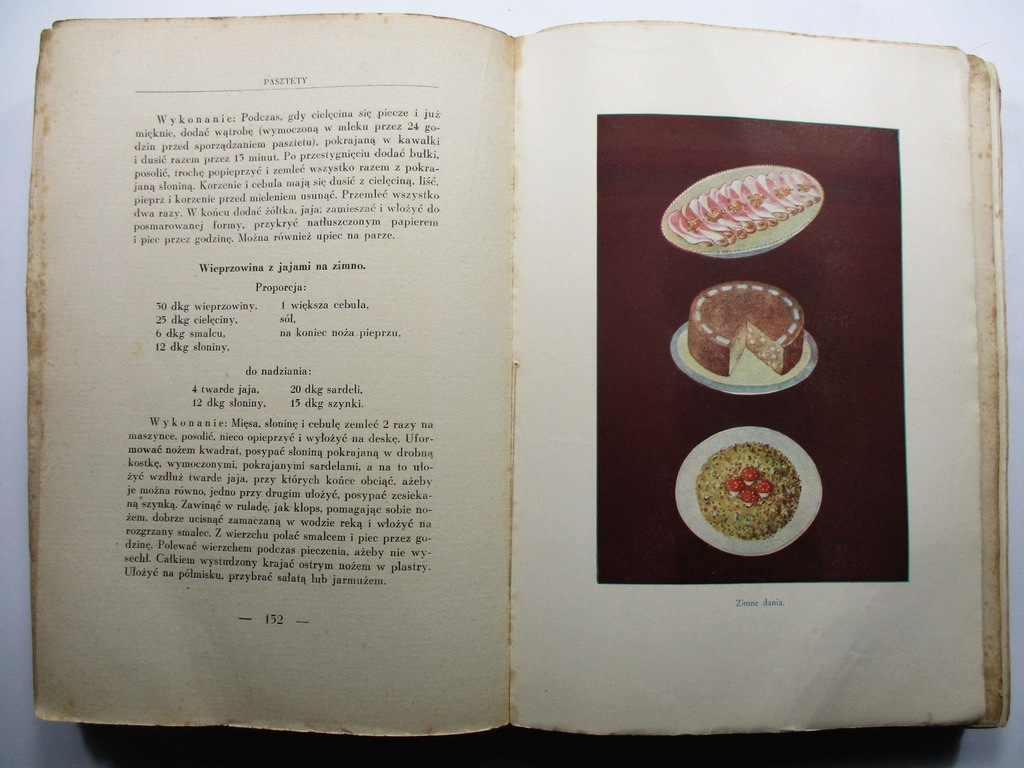 PASZTETY
Wykonanie: Podczas, gdy cielęcina się piecze i już
mięknie, dodać wątrobę (wymoczoną w mleku przez 24 go-
dzin przed sporządzaniem pasztetu), pokrajaną w kawałki
i dusić razem przez 15 minut. Po przestygnięciu dodać bułki,
posolić, trochę popieprzyć i zemleć wszystko razem z pokra-
janą słoniną. Korzenie i cebula mają się dusić z cielęciną, liść,
pieprz i korzenie przed mieleniem usunąć. Przemleć wszystko
dwa razy. W końcu dodać żółtka, jaja; zamieszać i włożyć do
posmarowanej formy, przykryć natłuszczonym papierem
i piec przez godzinę. Można również upiec na parze.
Wieprzowina z jajami na zimno.
Proporcja:
50 dkg wieprzowiny, 1 większa cebula,
25 dkg cielęciny, sól,
6 dkg smalcu, na koniec noża pieprzu,
12 dkg słoniny,
do nadziania:
4 twarde jaja, 20 dkg sardeli,
12 dkg słoniny, 15 dkg szynki.
Wykonanie: Mięsa, słoninę i cebulę zemleć 2 razy na
maszynce, posolić, nieco opieprzyć i wyłożyć na deskę. Ufor-
mować nożem kwadrat, posypać słoniną pokrajaną w drobną
kostkę, wymoczonymi, pokrajanymi sardelami, a na to uło-
żyć wzdłuż twarde jaja, przy których końce obciąć, ażeby
je można równo, jedno przy drugim ułożyć, posypać zesieka-
ną szynką. Zawinąć w ruladę, jak klops, pomagając sobie no-
żem, dobrze ucisnąć zamaczaną w wodzie reką i włożyć na
rozgrzany smalec. Z wierzchu polać smalcem i piec przez go-
dzinę. Polewać wierzchem podczas pieczenia, ażeby nie wy-
sechł. Całkiem wystudzony krajać ostrym nożem w plastry.
Ułożyć na półmisku, przybrać sałatą lub jarmużem.
— 152 —
Zimne dania.